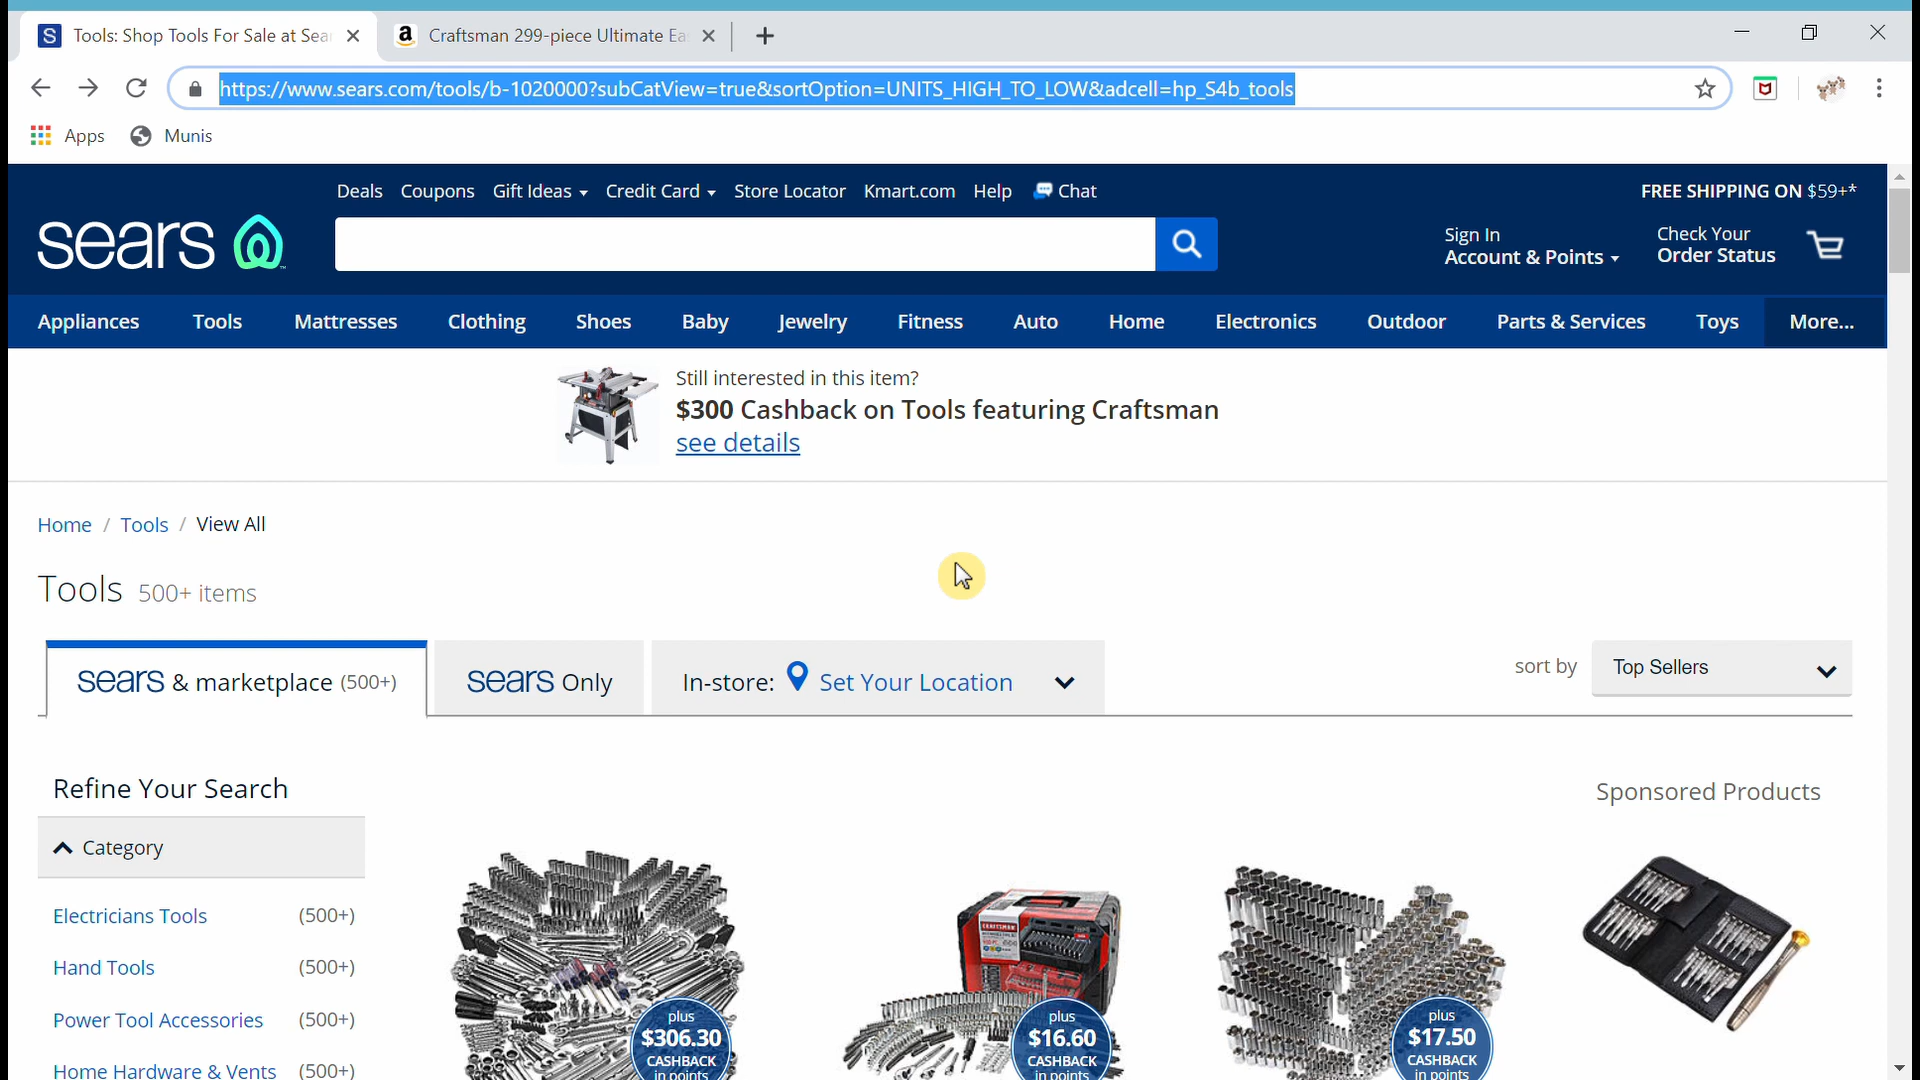 Tools: Shop Tools For Sale at Sea
Craftsman 299-piece Ultimate Ea
https://www.sears.com/tools/b-1020000?subCatView=true&sortOption=UNITS_HIGH_TO_LOW&adcell=hp_S4b_tools
Apps Munis
Deals Coupons Gift Ideas Credit Card Store Locator Kmart.com Help Chat
FREE SHIPPING ON $59+*
sears
Sign In
Account & Points
Check Your
Order Status
Appliances Tools Mattresses Clothing Shoes Baby Jewelry Fitness Auto Home Electronics Outdoor Parts & Services Toys More...
Still interested in this item?
$300 Cashback on Tools featuring Craftsman
see details
Home / Tools / View All
Tools 500+ items
sears & marketplace (500+)
sears Only
In-store: Set Your Location
sort by Top Sellers
Refine Your Search
Sponsored Products
Category
Electricians Tools (500+)
Hand Tools (500+)
Power Tool Accessories (500+)
Home Hardware & Vents (500+)
plus
$306.30
CASHBACK
in points
CRAFTSMAN
plus
$16.60
CASHBACK
in points
plus
$17.50
CASHBACK
in points